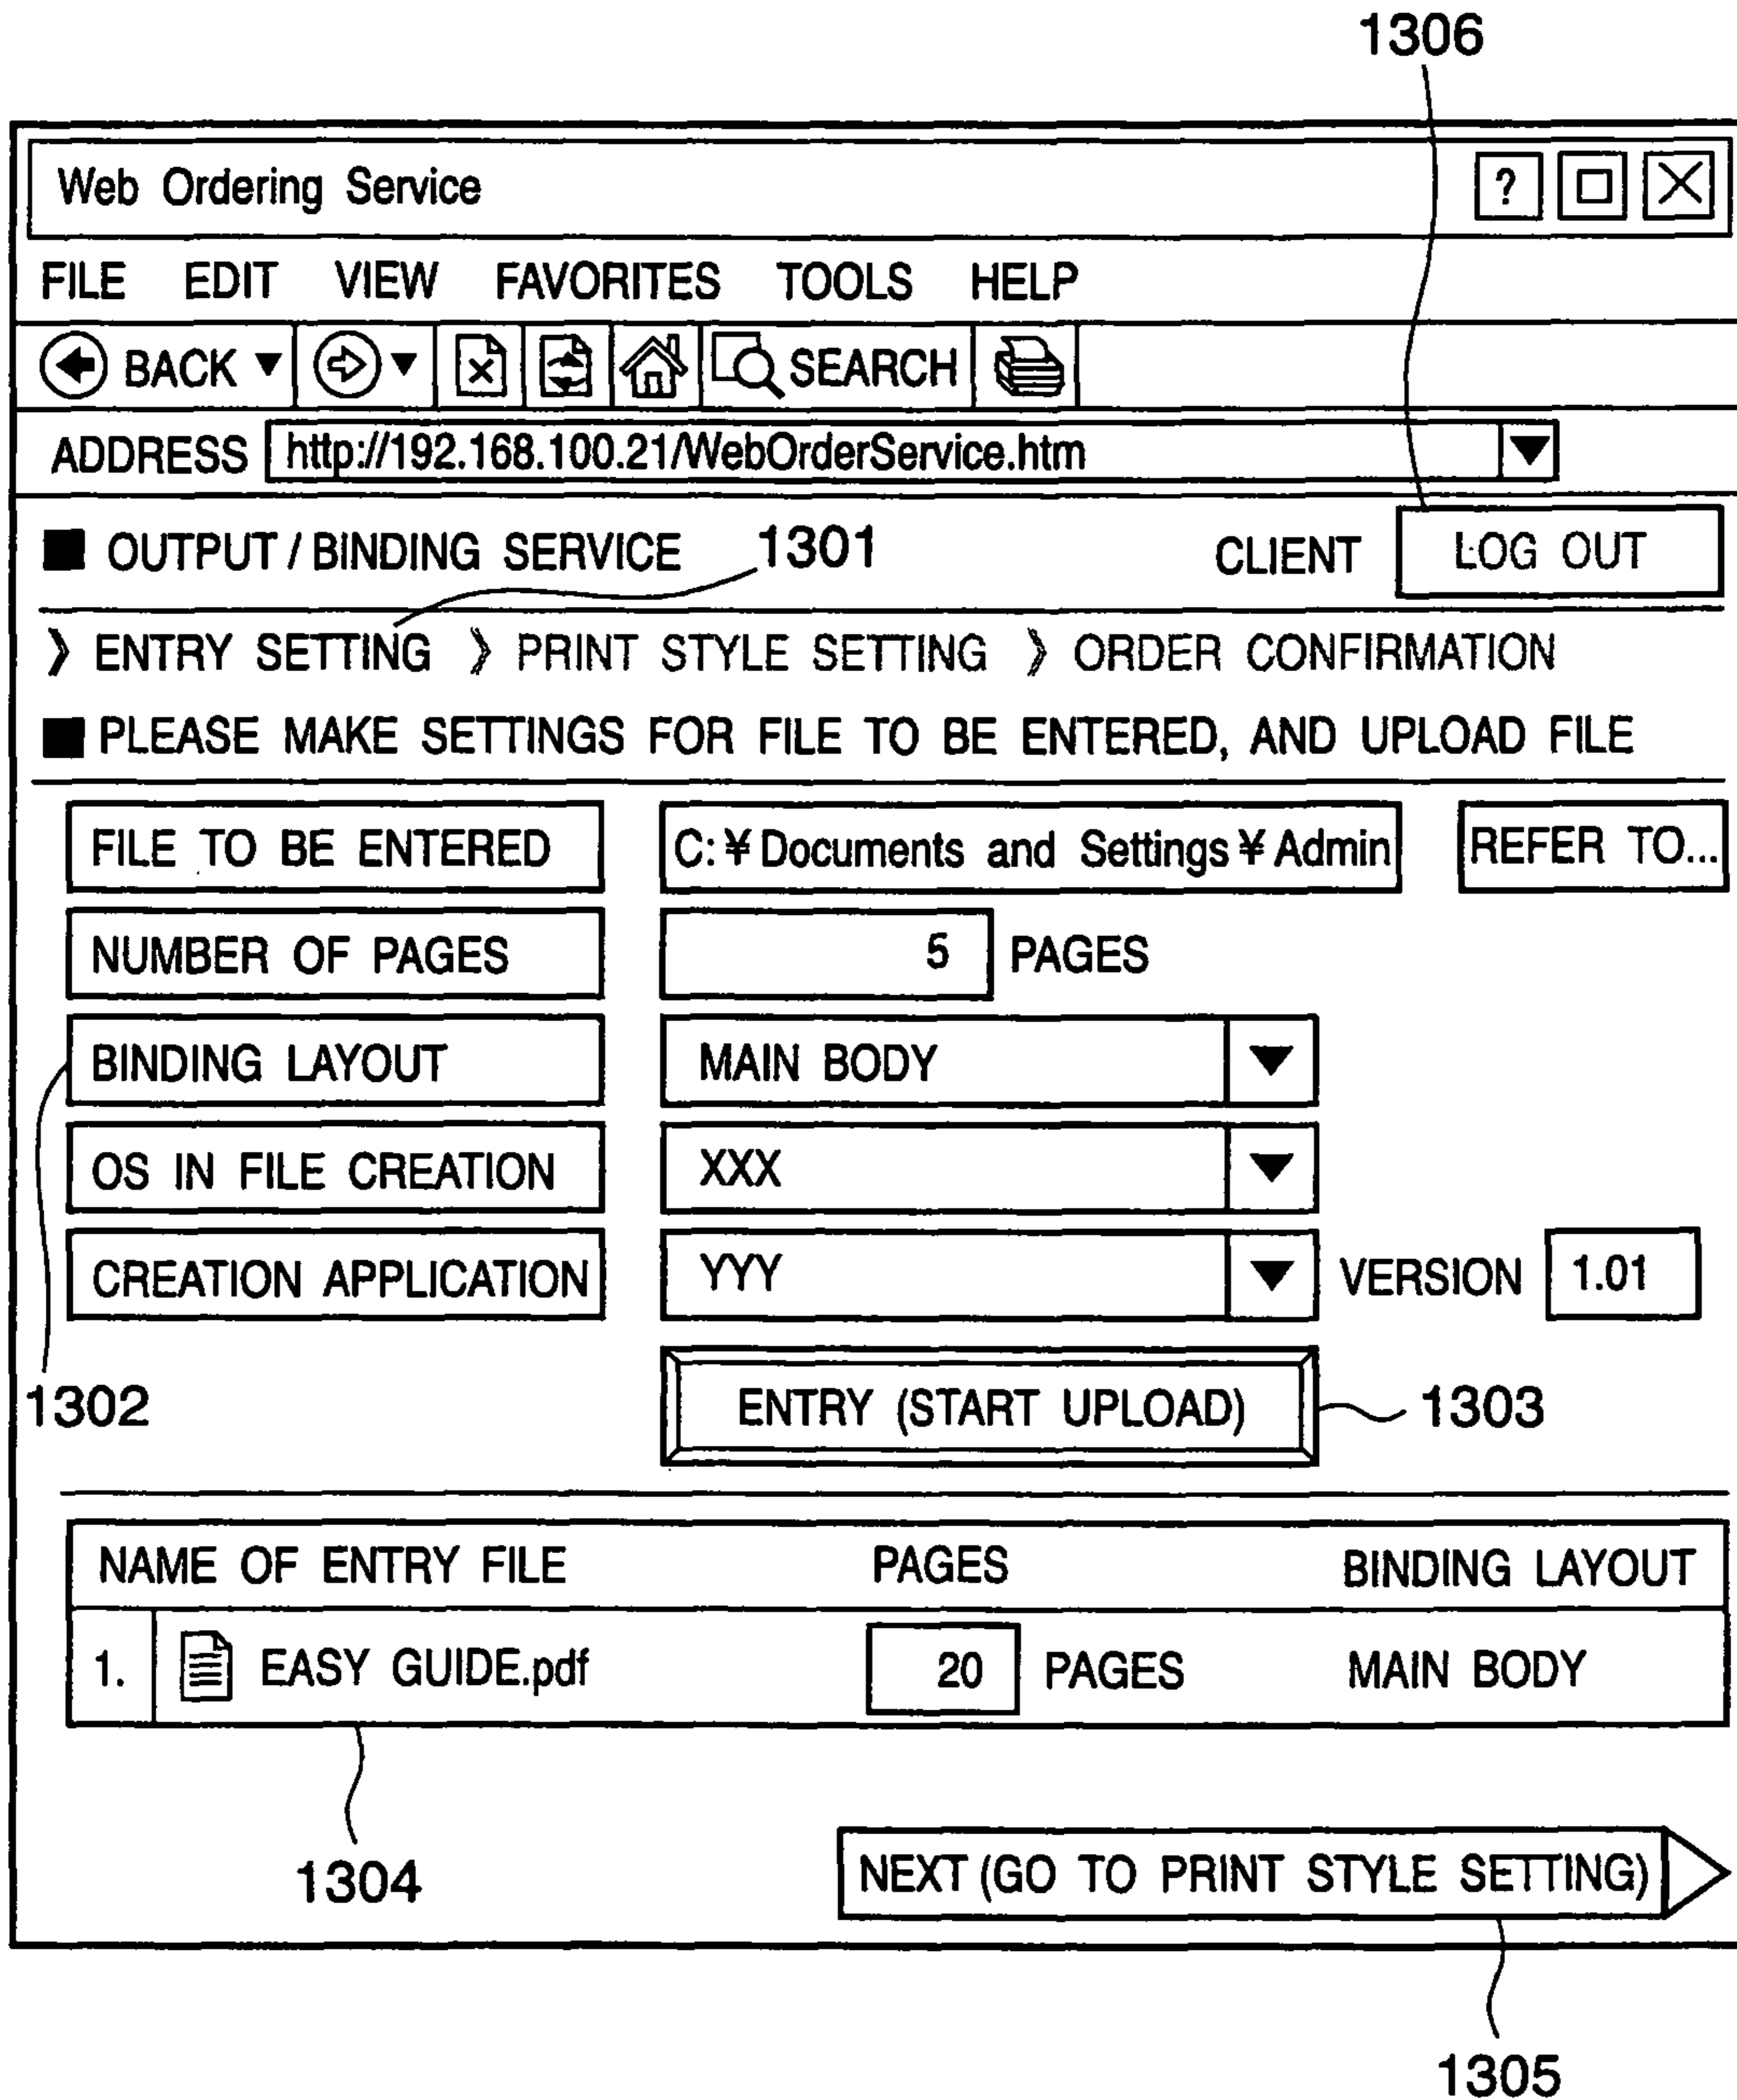 1306
Web Ordering Service ?
FILE EDIT VIEW FAVORITES TOOLS HELP
BACK SEARCH
ADDRESS http://192.168.100.21/WebOrderService.htm
OUTPUT / BINDING SERVICE 1301 CLIENT LOG OUT
》 ENTRY SETTING 》 PRINT STYLE SETTING 》 ORDER CONFIRMATION
PLEASE MAKE SETTINGS FOR FILE TO BE ENTERED, AND UPLOAD FILE
FILE TO BE ENTERED C:¥Documents and Settings¥Admin REFER TO...
NUMBER OF PAGES 5 PAGES
BINDING LAYOUT MAIN BODY
OS IN FILE CREATION XXX
CREATION APPLICATION YYY VERSION 1.01
1302 ENTRY (START UPLOAD) 1303
NAME OF ENTRY FILE PAGES BINDING LAYOUT
1. EASY GUIDE.pdf 20 PAGES MAIN BODY
1304 NEXT (GO TO PRINT STYLE SETTING)
1305